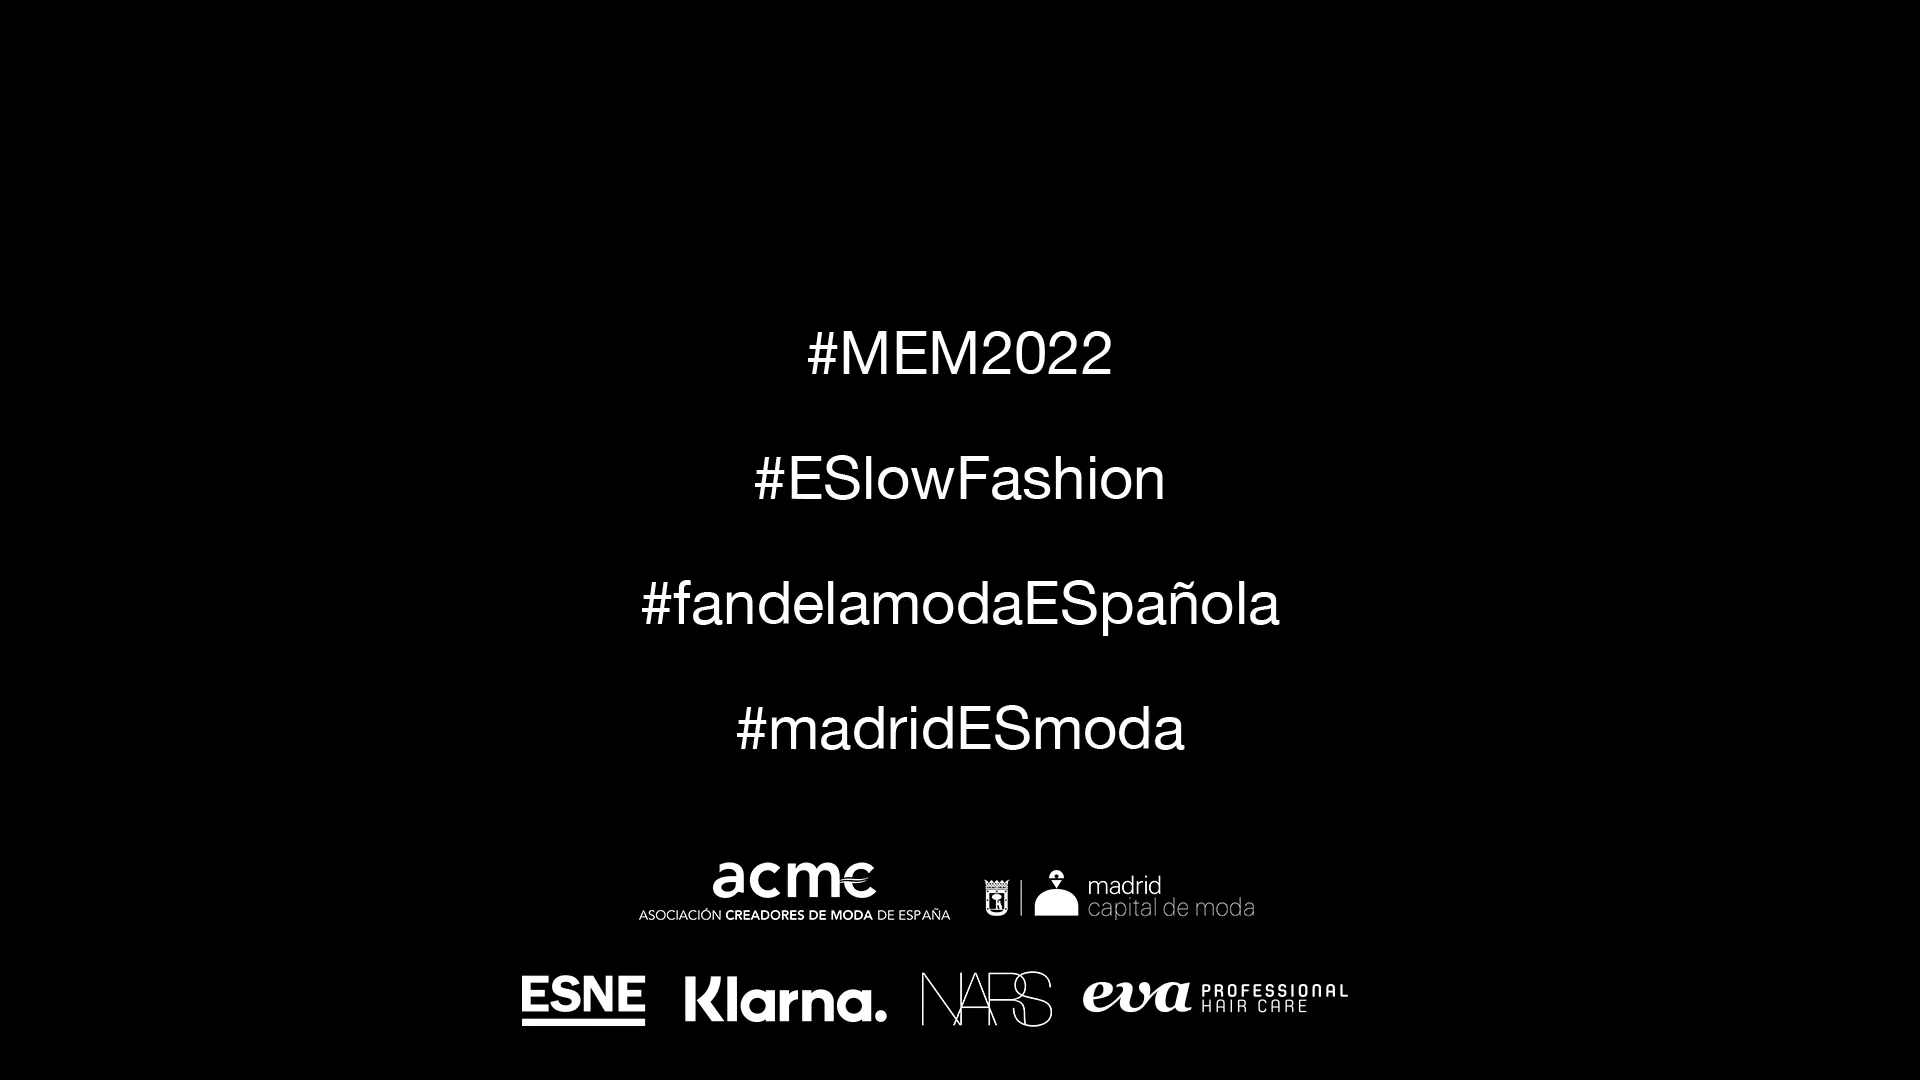 #MEM2022
#ESlowFashion
#fandelamodaESpañola
#madridESmoda
acme
ASOCIACIÓN CREADORES DE MODA DE ESPAÑA
madrid
capital de moda
ESNE
Klarna.
NARS
eva PROFESSIONAL
HAIR CARE